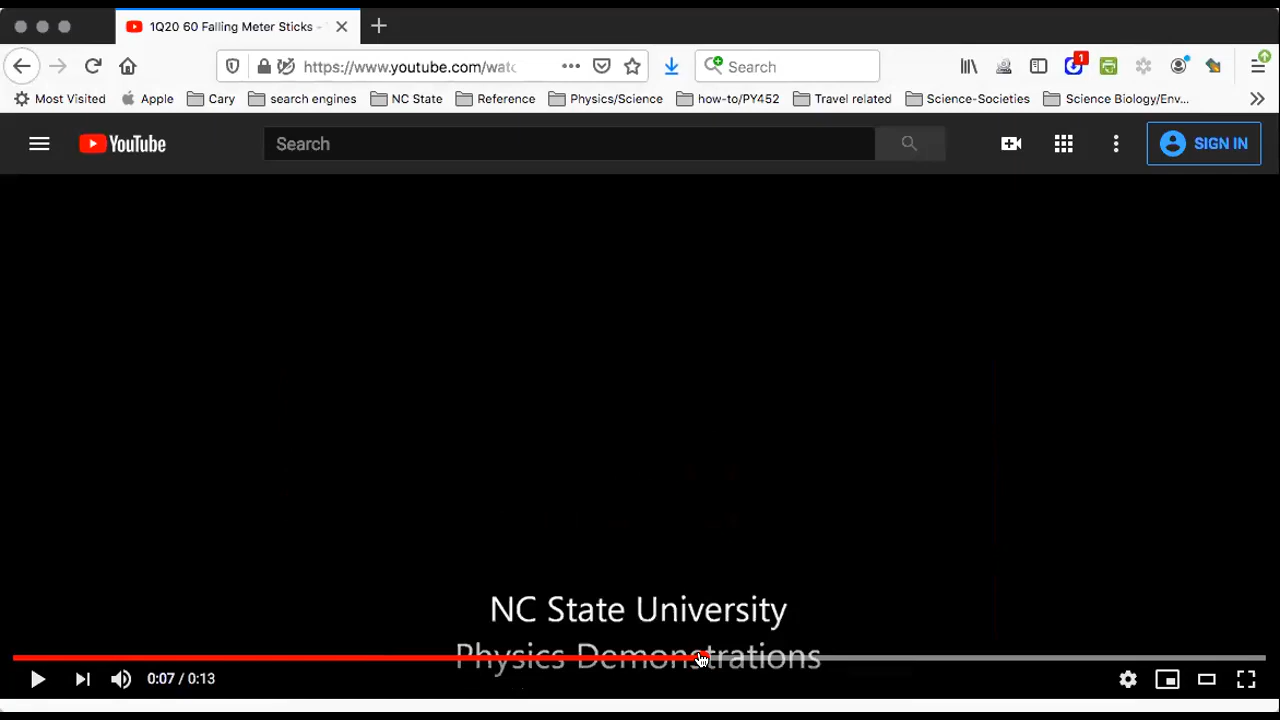 1Q20 60 Falling Meter Sticks -
https://www.youtube.com/watc
Search
1
Most Visited Apple Cary search engines NC State Reference Physics/Science how-to/PY452 Travel related Science-Societies Science Biology/Env...
YouTube
Search
SIGN IN
NC State University
Physics Demonstrations
0:07 / 0:13